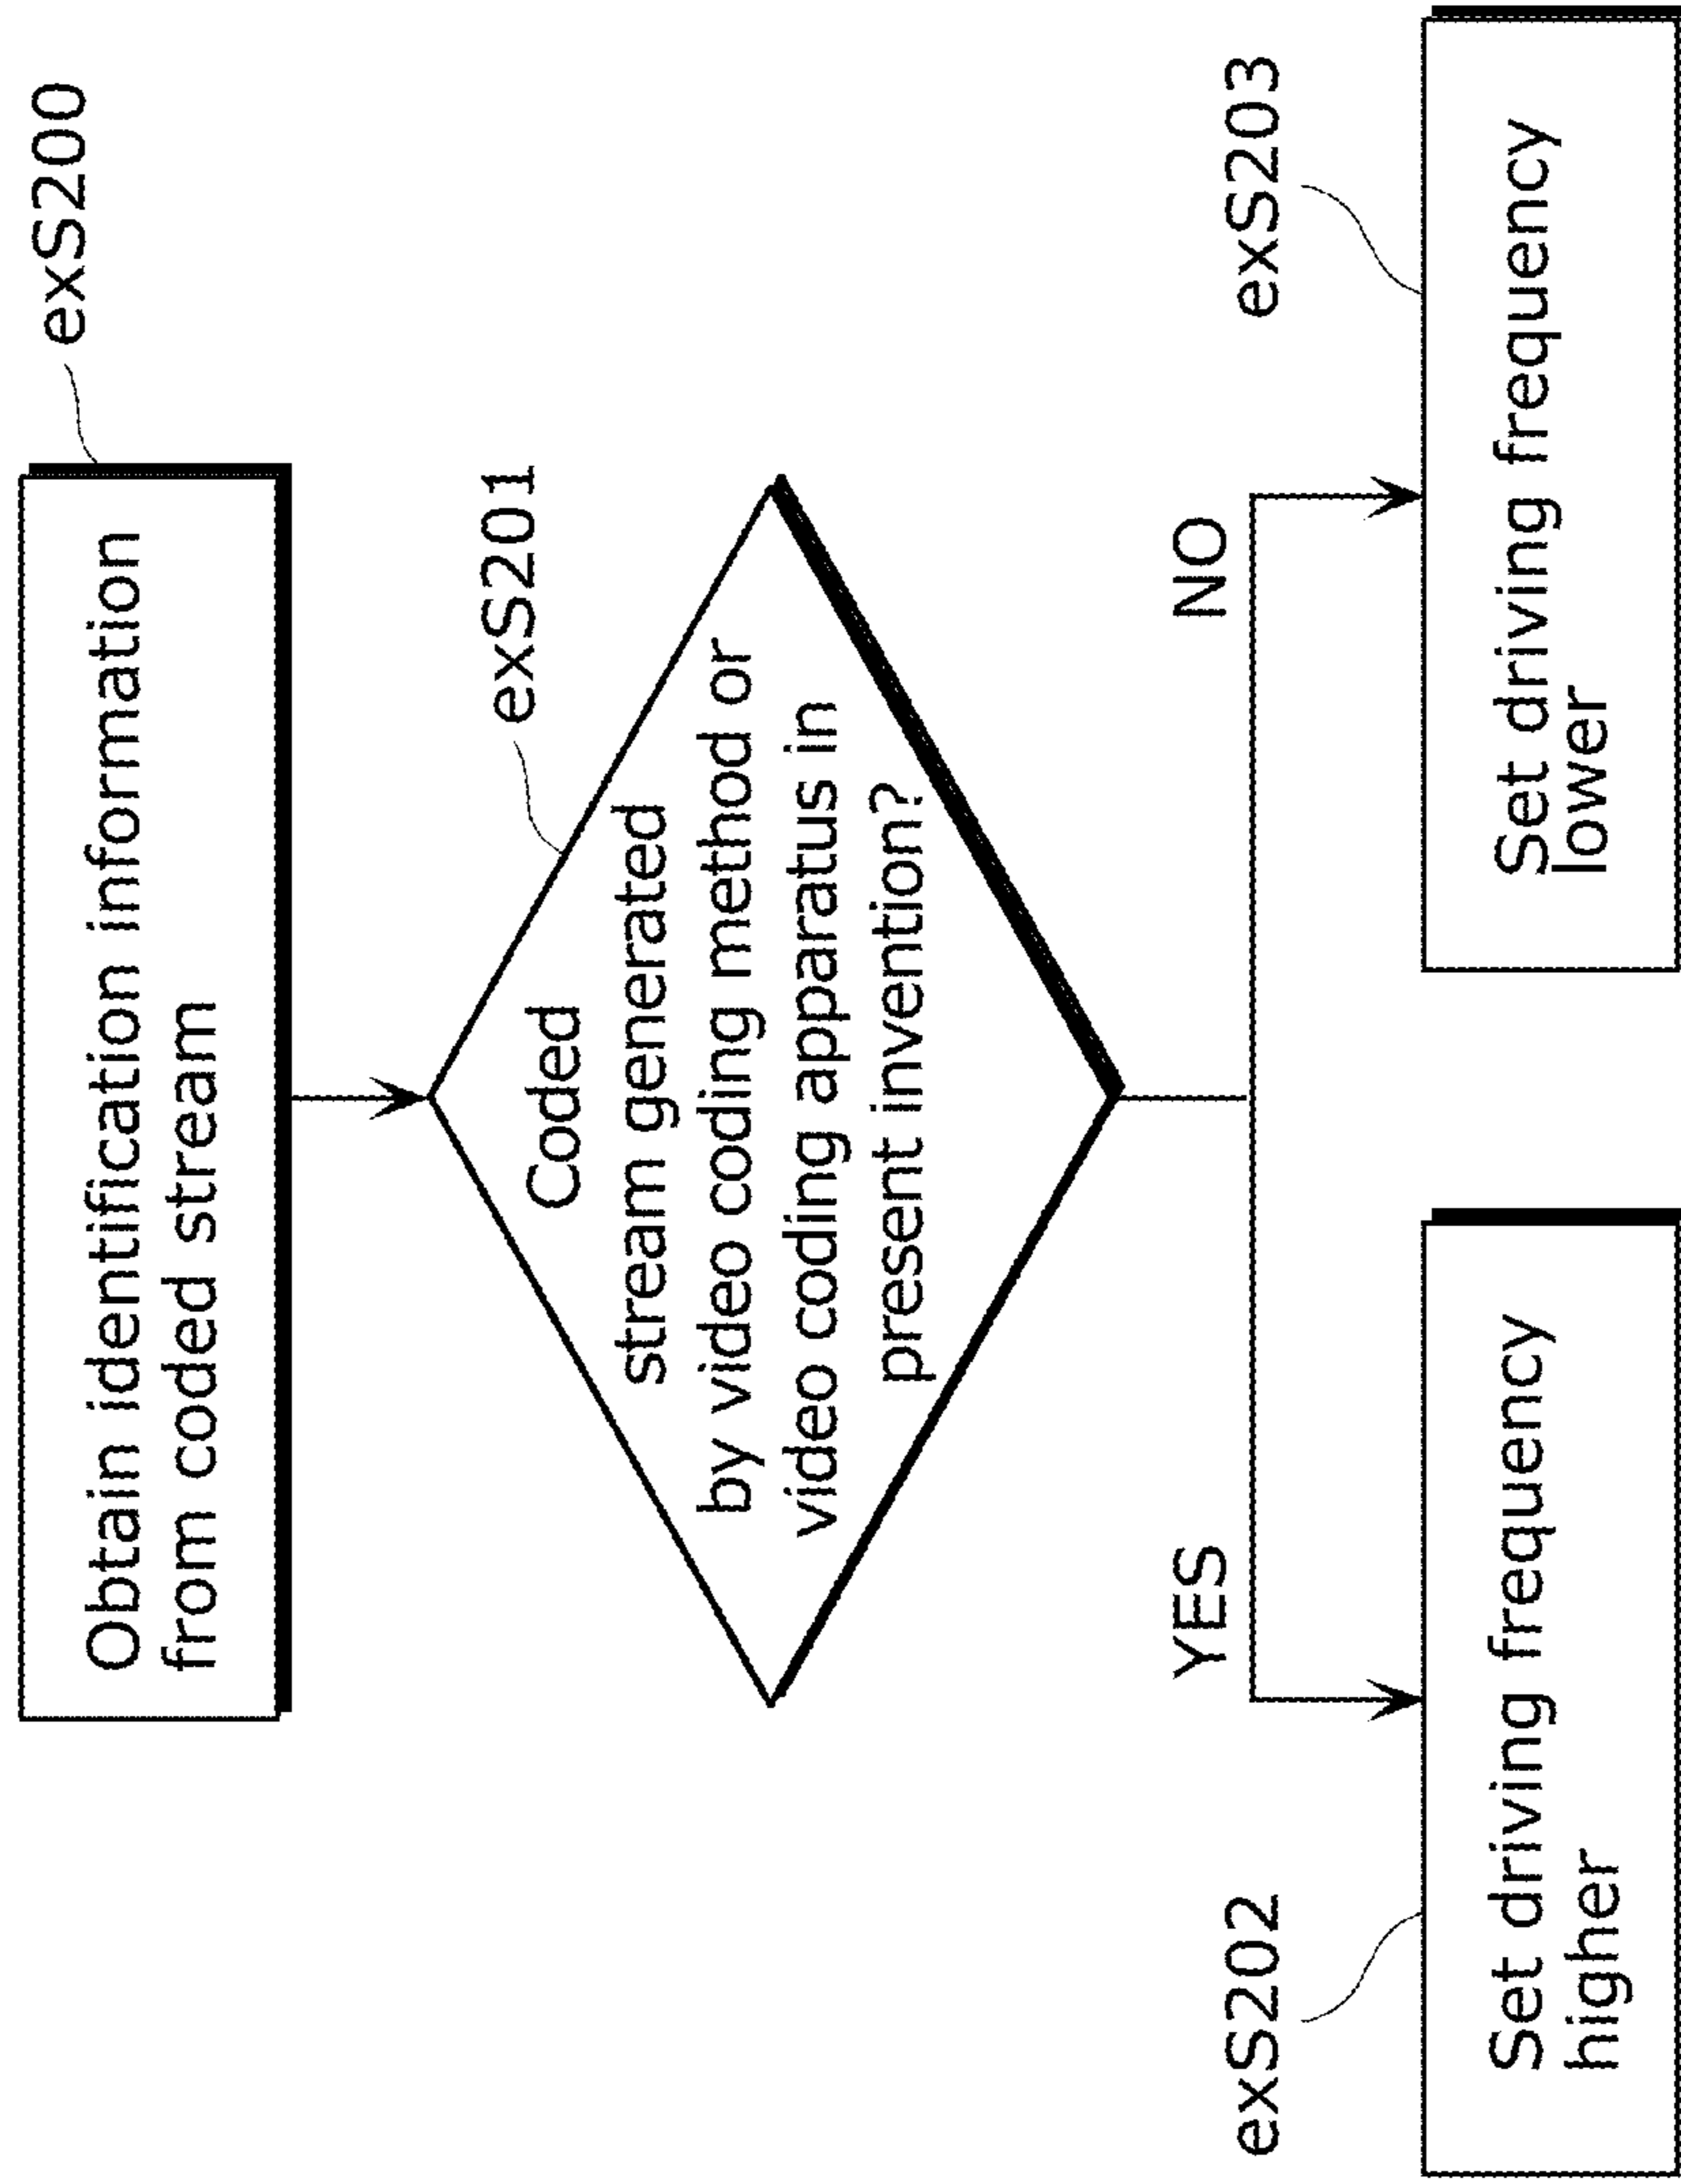 exS200
Obtain identification information
from coded stream
exS201
Coded
stream generated
by video coding method or
video coding apparatus in
present invention?
YES
NO
exS202
Set driving frequency
higher
exS203
Set driving frequency
lower